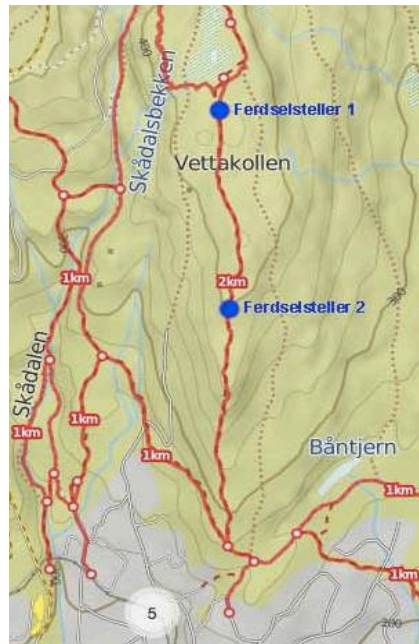 400
Skådalsbekken
Ferdselsteller 1
Vettakollen
1km
2km
300
Ferdselsteller 2
Skådalen
1km
1km
1km
Båntjern
1km
1km
5
200